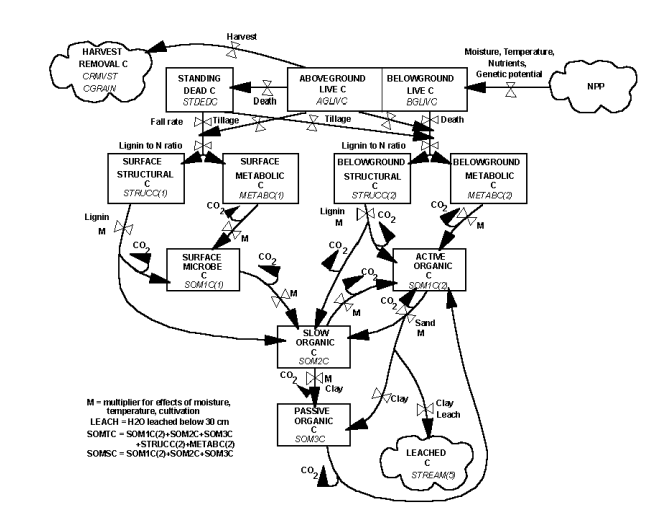 Harvest
HARVEST
REMOVAL C
CRMVST
CGRAIN
STANDING
DEAD C
STDEDC
Death
ABOVEGROUND
LIVE C
AGLIVC
BELOWGROUND
LIVE C
BGLIVC
Moisture, Temperature,
Nutrients,
Genetic potential
NPP
Fall rate
Tillage
Tillage
Death
Lignin to N ratio
Lignin to N ratio
SURFACE
STRUCTURAL
C
STRUCC(1)
SURFACE
METABOLIC
C
METABC(1)
BELOWGROUND
STRUCTURAL
C
STRUCC(2)
BELOWGROUND
METABOLIC
C
METABC(2)
Lignin
M
CO2
M
Lignin
M
CO2
CO2
M
CO2
SURFACE
MICROBE
C
SOM1C(1)
CO2
CO2
CO2
ACTIVE
ORGANIC
C
SOM1C(2)
M
M
CO2
Sand
M
SLOW
ORGANIC
C
SOM2C
CO2
M
Clay
Clay
Clay
Leach
M = multiplier for effects of moisture,
temperature, cultivation
LEACH = H2O leached below 30 cm
SOMTC = SOM1C(2)+SOM2C+SOM3C
+STRUCC(2)+METABC(2)
SOMSC = SOM1C(2)+SOM2C+SOM3C
PASSIVE
ORGANIC
C
SOM3C
CO2
LEACHED
C
STREAM(5)